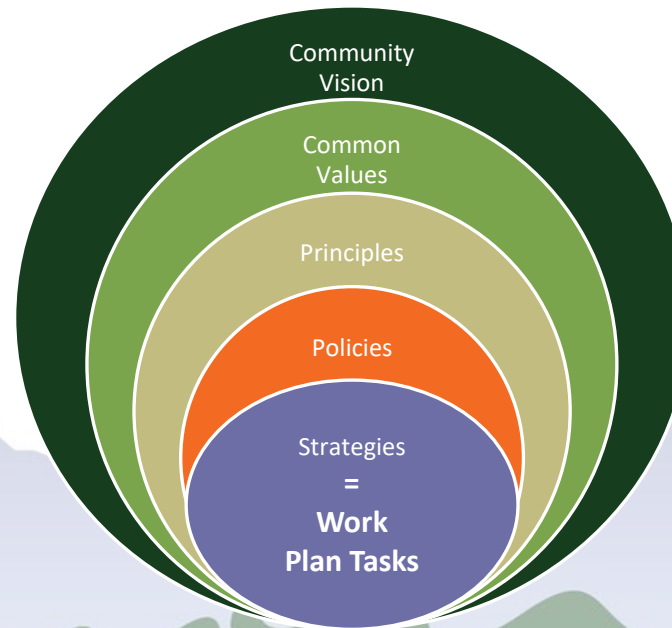 Community
Vision
Common
Values
Principles
Policies
Strategies
=
Work
Plan Tasks